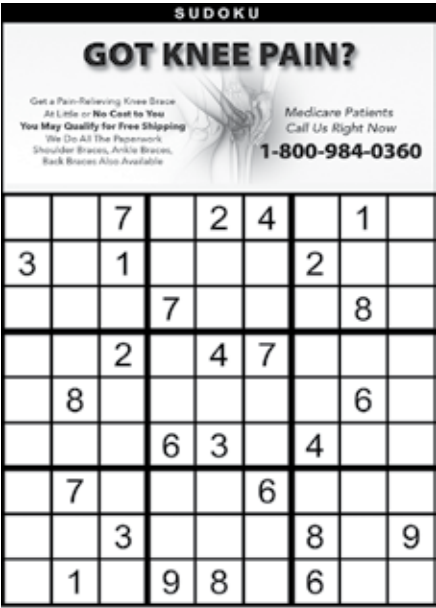 SUDOKU
GOT KNEE PAIN?
Get a Pain-Relieving Knee Brace
At Little or No Cost to You
You May Qualify for Free Shipping
We Do All The Paperwork
Shoulder Braces, Ankle Braces,
Back Braces Also Available
Medicare Patients
Call Us Right Now
1-800-984-0360
7 2 4 1
3 1 2
7 8
2 4 7
8 6
6 3 4
7 6
3 8 9
1 9 8 6